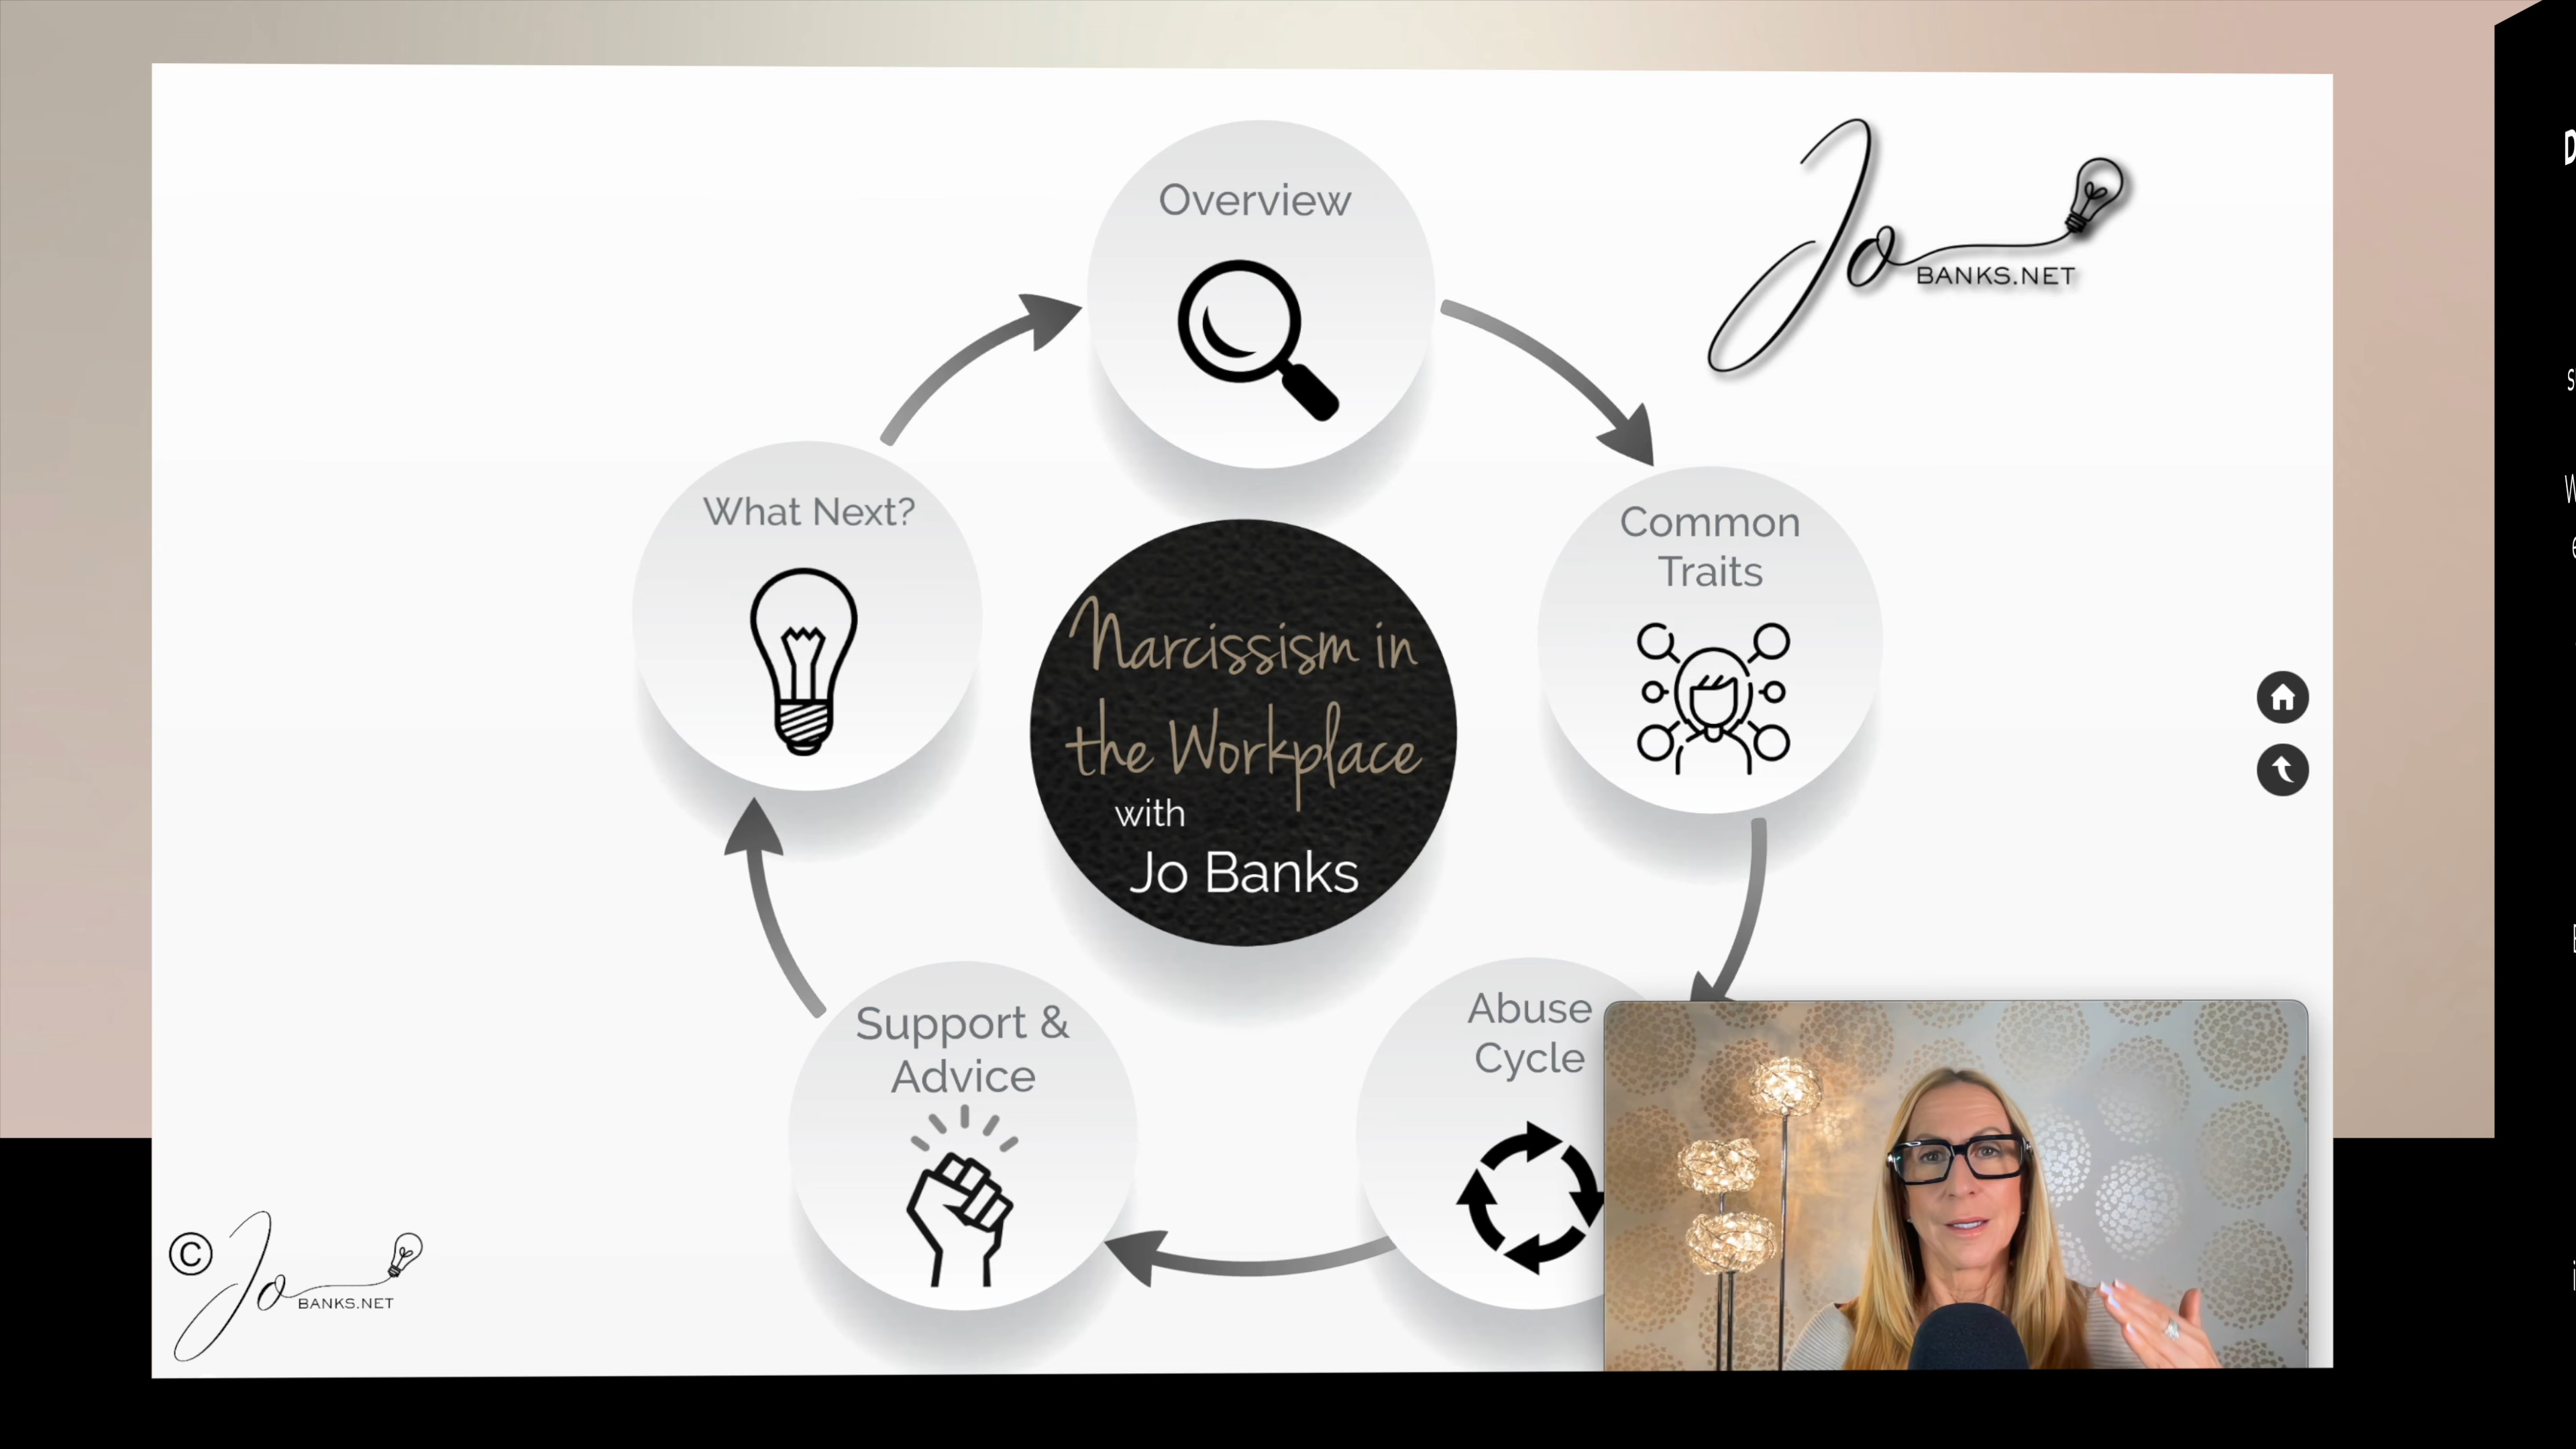 Overview
Jo
BANKS.NET
What Next?
Common
Traits
Narcissism in
the Workplace
with
Jo Banks
Support &
Advice
Abuse
Cycle
© Jo
BANKS.NET